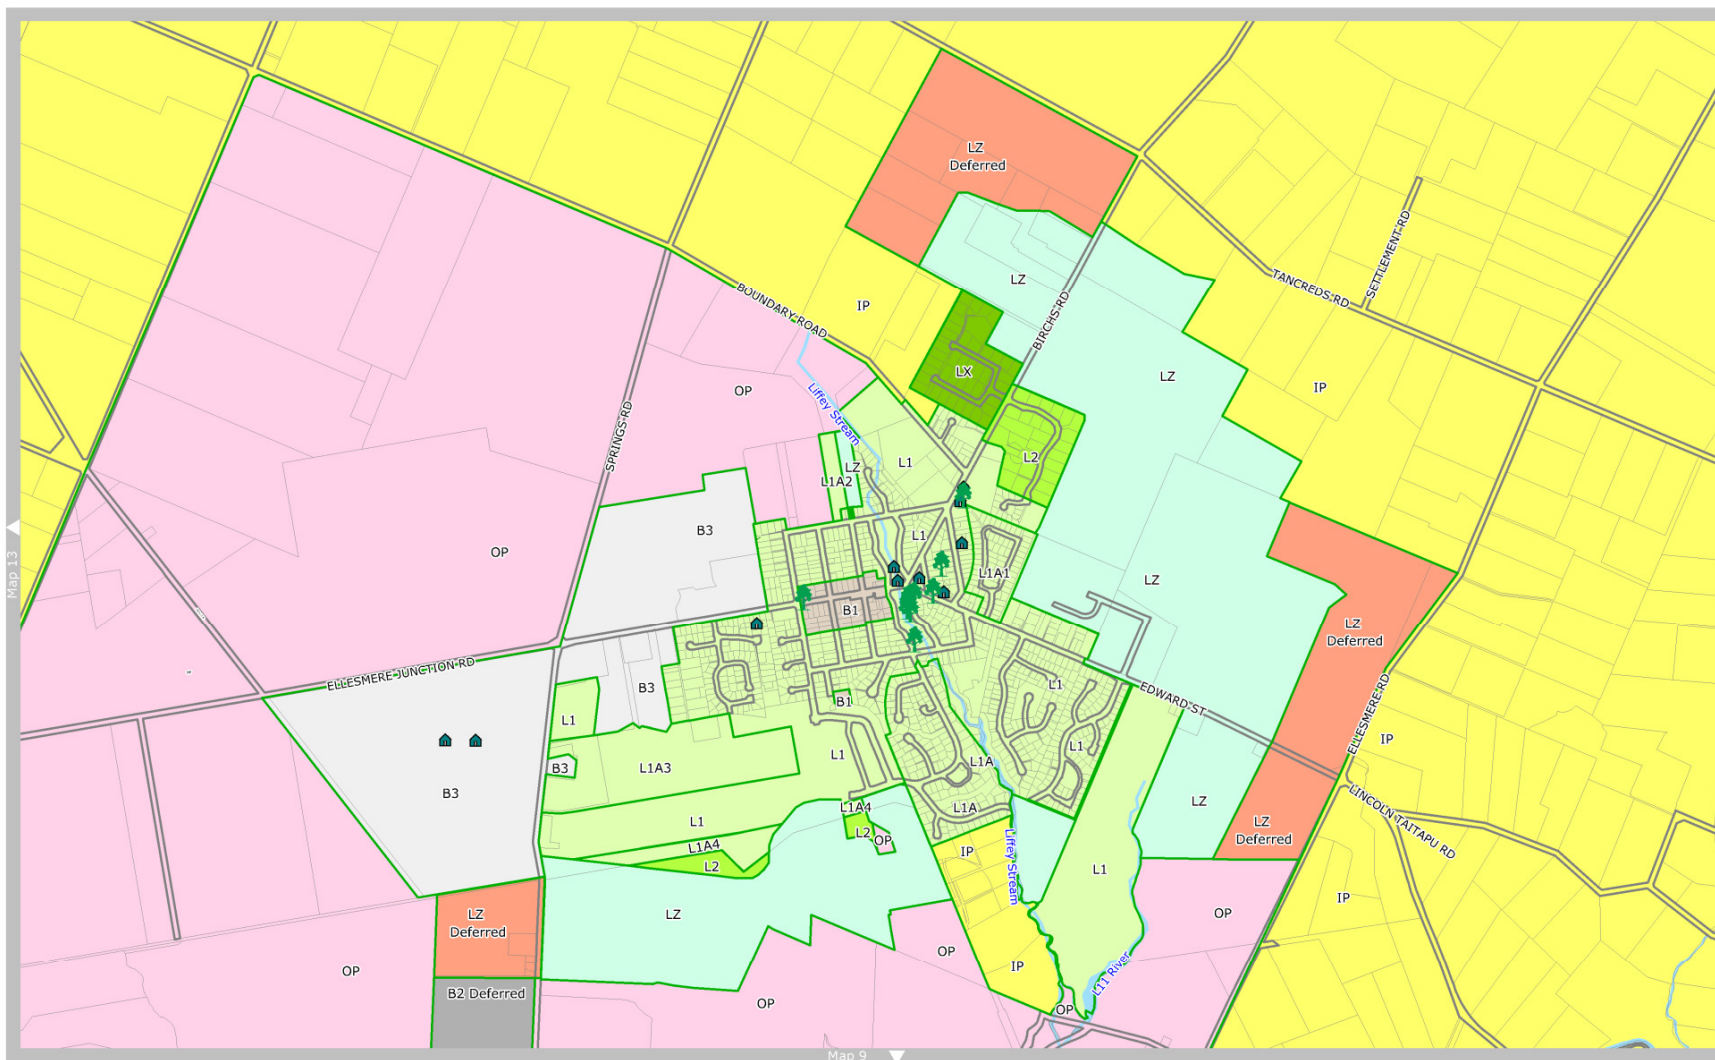 LZ
Deferred
TANCREDS RD
SETTLEMENT RD
LZ
BOUNDARY ROAD
IP
BIRCHS RD
LX
LZ
IP
OP
Liffey Stream
SPRINGS RD
L1
L2
LZ
L1A2
B3
OP
L1
L1A1
LZ
B1
Map 13
LZ
Deferred
ELLESMERE JUNCTION RD
B3
L1
EDWARD ST
ELLESMERE RD
B1
L1
IP
L1
L1
L1A3
B3
L1A
B3
LZ
LINCOLN TAITAPU RD
L1A4
L1A
L1
L2
OP
LZ
Deferred
L1A4
L2
IP
Liffey Stream
L1
IP
LZ
Deferred
LZ
OP
OP
OP
IP
L11 River
B2 Deferred
OP
OP
Map 9